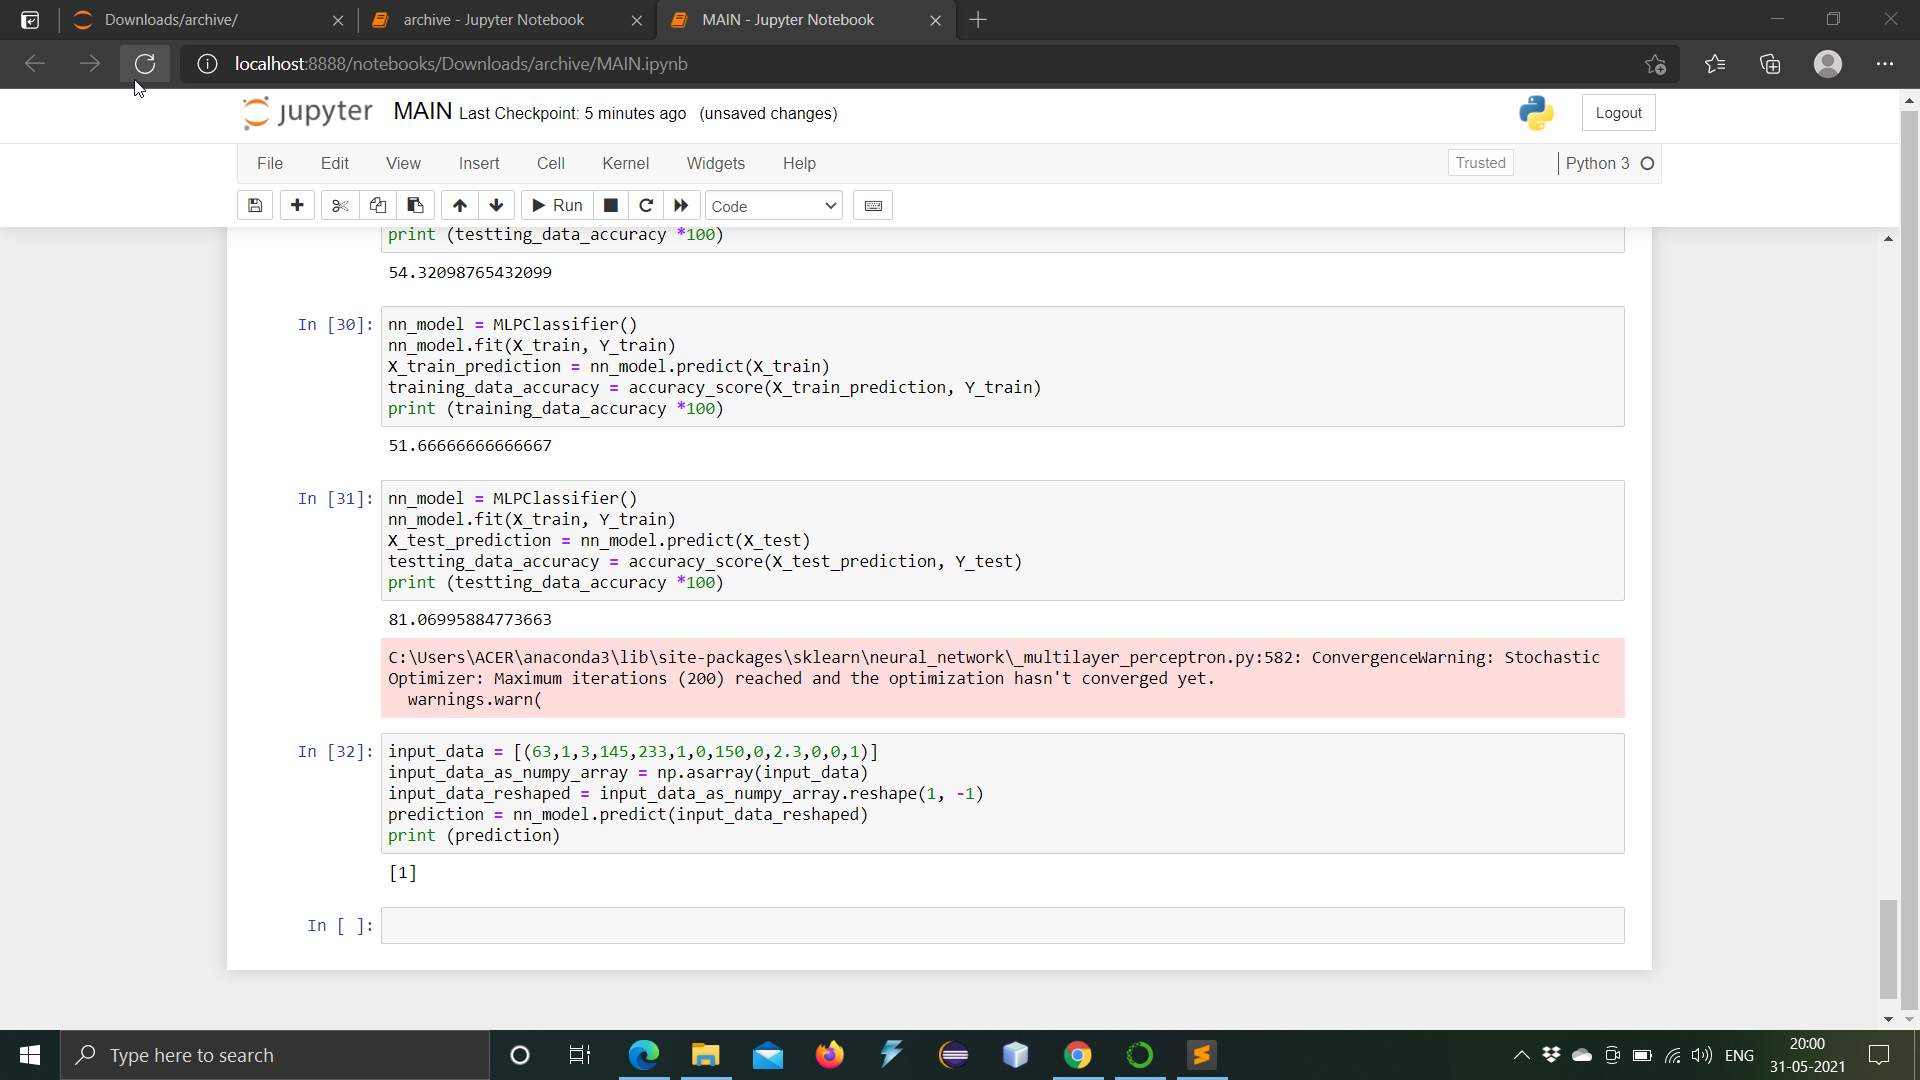 Downloads/archive/
archive - Jupyter Notebook
MAIN - Jupyter Notebook
localhost:8888/notebooks/Downloads/archive/MAIN.ipynb
jupyter MAIN Last Checkpoint: 5 minutes ago (unsaved changes)
Logout
File Edit View Insert Cell Kernel Widgets Help
Trusted
Python 3
Run
Code
print (testting_data_accuracy *100)
54.32098765432099
In [30]:
nn_model = MLPClassifier()
nn_model.fit(X_train, Y_train)
X_train_prediction = nn_model.predict(X_train)
training_data_accuracy = accuracy_score(X_train_prediction, Y_train)
print (training_data_accuracy *100)
51.66666666666667
In [31]:
nn_model = MLPClassifier()
nn_model.fit(X_train, Y_train)
X_test_prediction = nn_model.predict(X_test)
testting_data_accuracy = accuracy_score(X_test_prediction, Y_test)
print (testting_data_accuracy *100)
81.06995884773663
C:\Users\ACER\anaconda3\lib\site-packages\sklearn\neural_network\_multilayer_perceptron.py:582: ConvergenceWarning: Stochastic
Optimizer: Maximum iterations (200) reached and the optimization hasn't converged yet.
warnings.warn(
In [32]:
input_data = [(63,1,3,145,233,1,0,150,0,2.3,0,0,1)]
input_data_as_numpy_array = np.asarray(input_data)
input_data_reshaped = input_data_as_numpy_array.reshape(1, -1)
prediction = nn_model.predict(input_data_reshaped)
print (prediction)
[1]
In [ ]:
Type here to search
ENG
20:00
31-05-2021